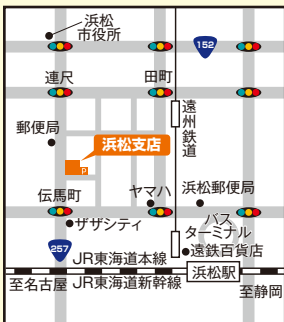 浜松
市役所
152
連尺
田町
遠州鉄道
郵便局
浜松支店
P
伝馬町
ヤマハ
浜松郵便局
ザザシティ
バス
ターミナル
遠鉄百貨店
257
JR東海道本線
浜松駅
至名古屋
JR東海道新幹線
至静岡